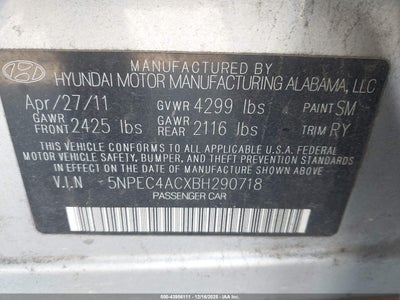 MANUFACTURED BY
HYUNDAI MOTOR MANUFACTURING ALABAMA, LLC
Apr/27/11 GVWR 4299 lbs PAINT SM
GAWR FRONT 2425 lbs GAWR REAR 2116 lbs TRIM RY
THIS VEHICLE CONFORMS TO ALL APPLICABLE U.S. FEDERAL
MOTOR VEHICLE SAFETY, BUMPER, AND THEFT PREVENTION STANDARDS
IN EFFECT ON THE DATE OF MANUFACTURE SHOWN ABOVE.
V.I.N - 5NPEC4ACXBH290718
PASSENGER CAR